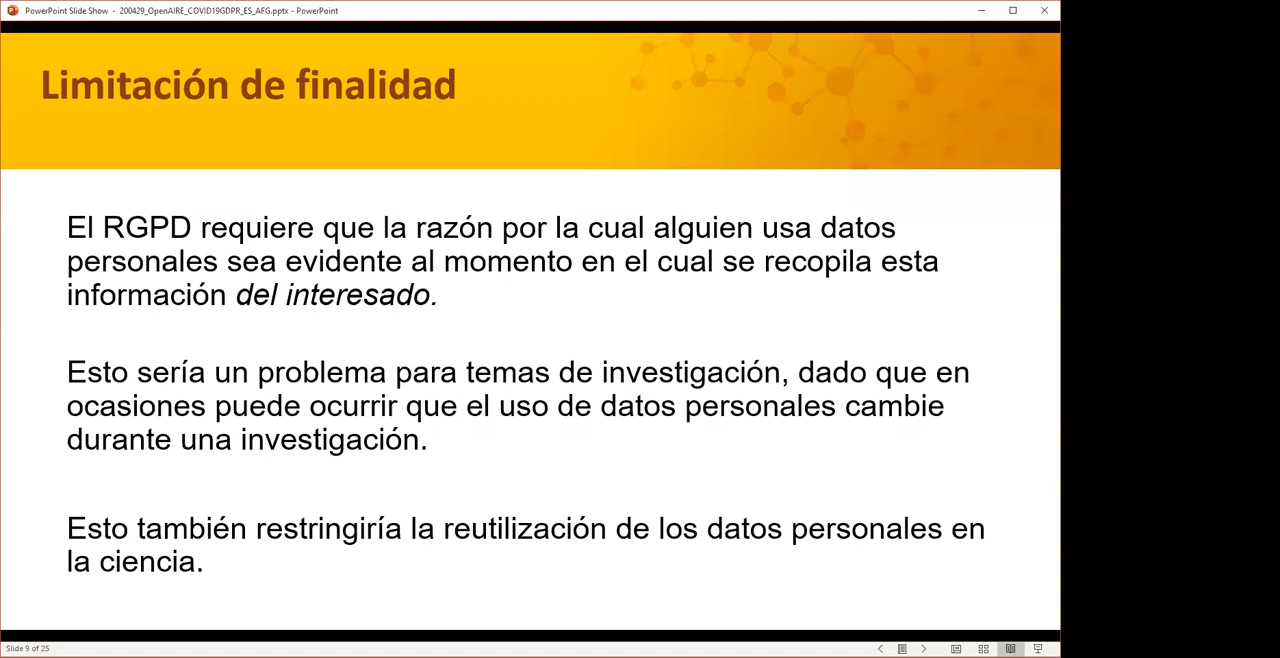 PowerPoint Slide Show - 200429_OpenAIRE_COVID19GDPR_ES_AFG.pptx - PowerPoint
Limitación de finalidad
El RGPD requiere que la razón por la cual alguien usa datos
personales sea evidente al momento en el cual se recopila esta
información del interesado.
Esto sería un problema para temas de investigación, dado que en
ocasiones puede ocurrir que el uso de datos personales cambie
durante una investigación.
Esto también restringiría la reutilización de los datos personales en
la ciencia.
Slide 9 of 25